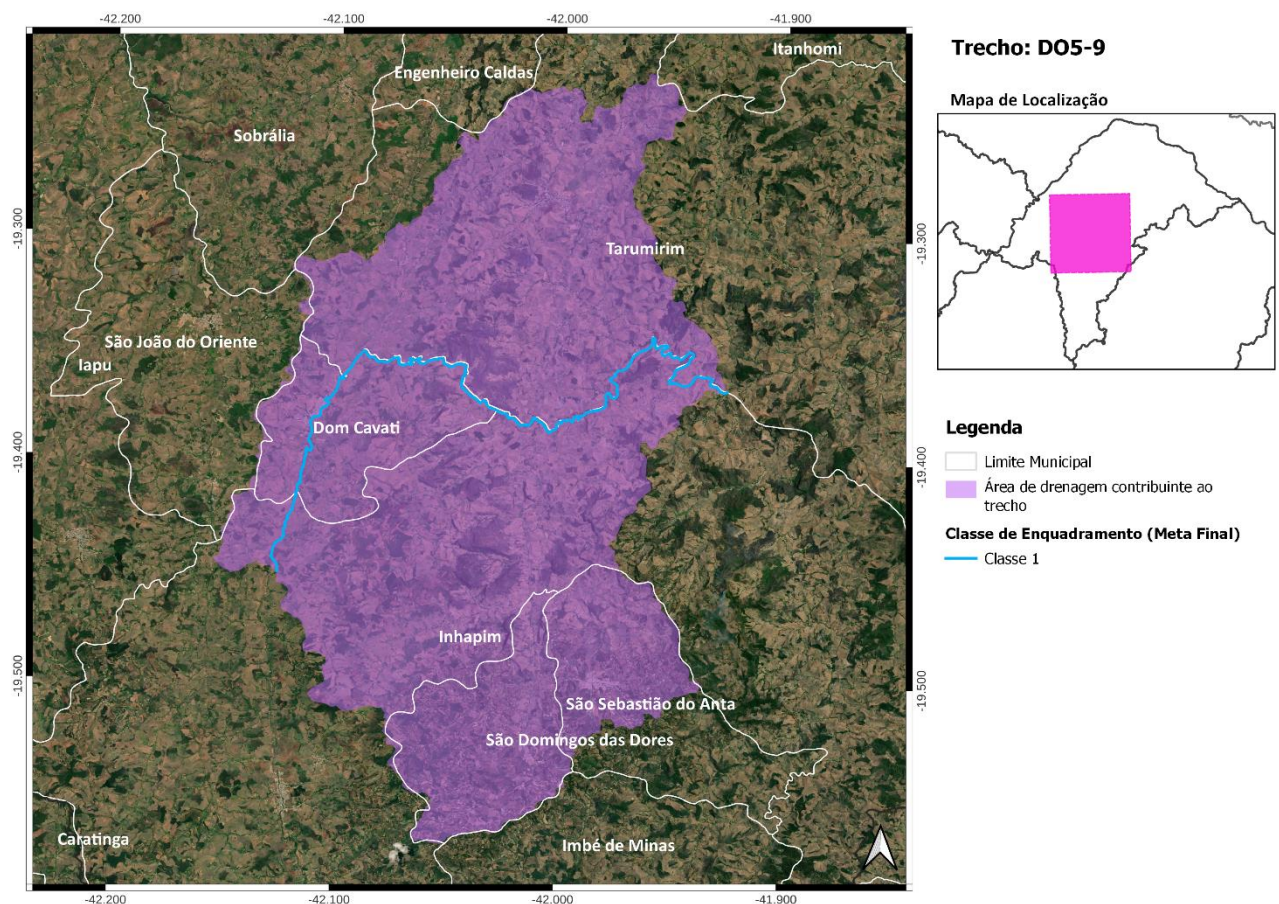 -42.200
-42.100
-42.000
-41.900
Itanhomi
Engenheiro Caldas
Sobrália
Tarumirim
São João do Oriente
Iapu
Dom Cavati
Inhapim
São Sebastião do Anta
São Domingos das Dores
Caratinga
Imbé de Minas
-19.300
-19.400
-19.500
-19.300
-19.400
-19.500
-42.200
-42.100
-42.000
-41.900
Trecho: DO5-9
Mapa de Localização
Legenda
Limite Municipal
Área de drenagem contribuinte ao
trecho
Classe de Enquadramento (Meta Final)
Classe 1